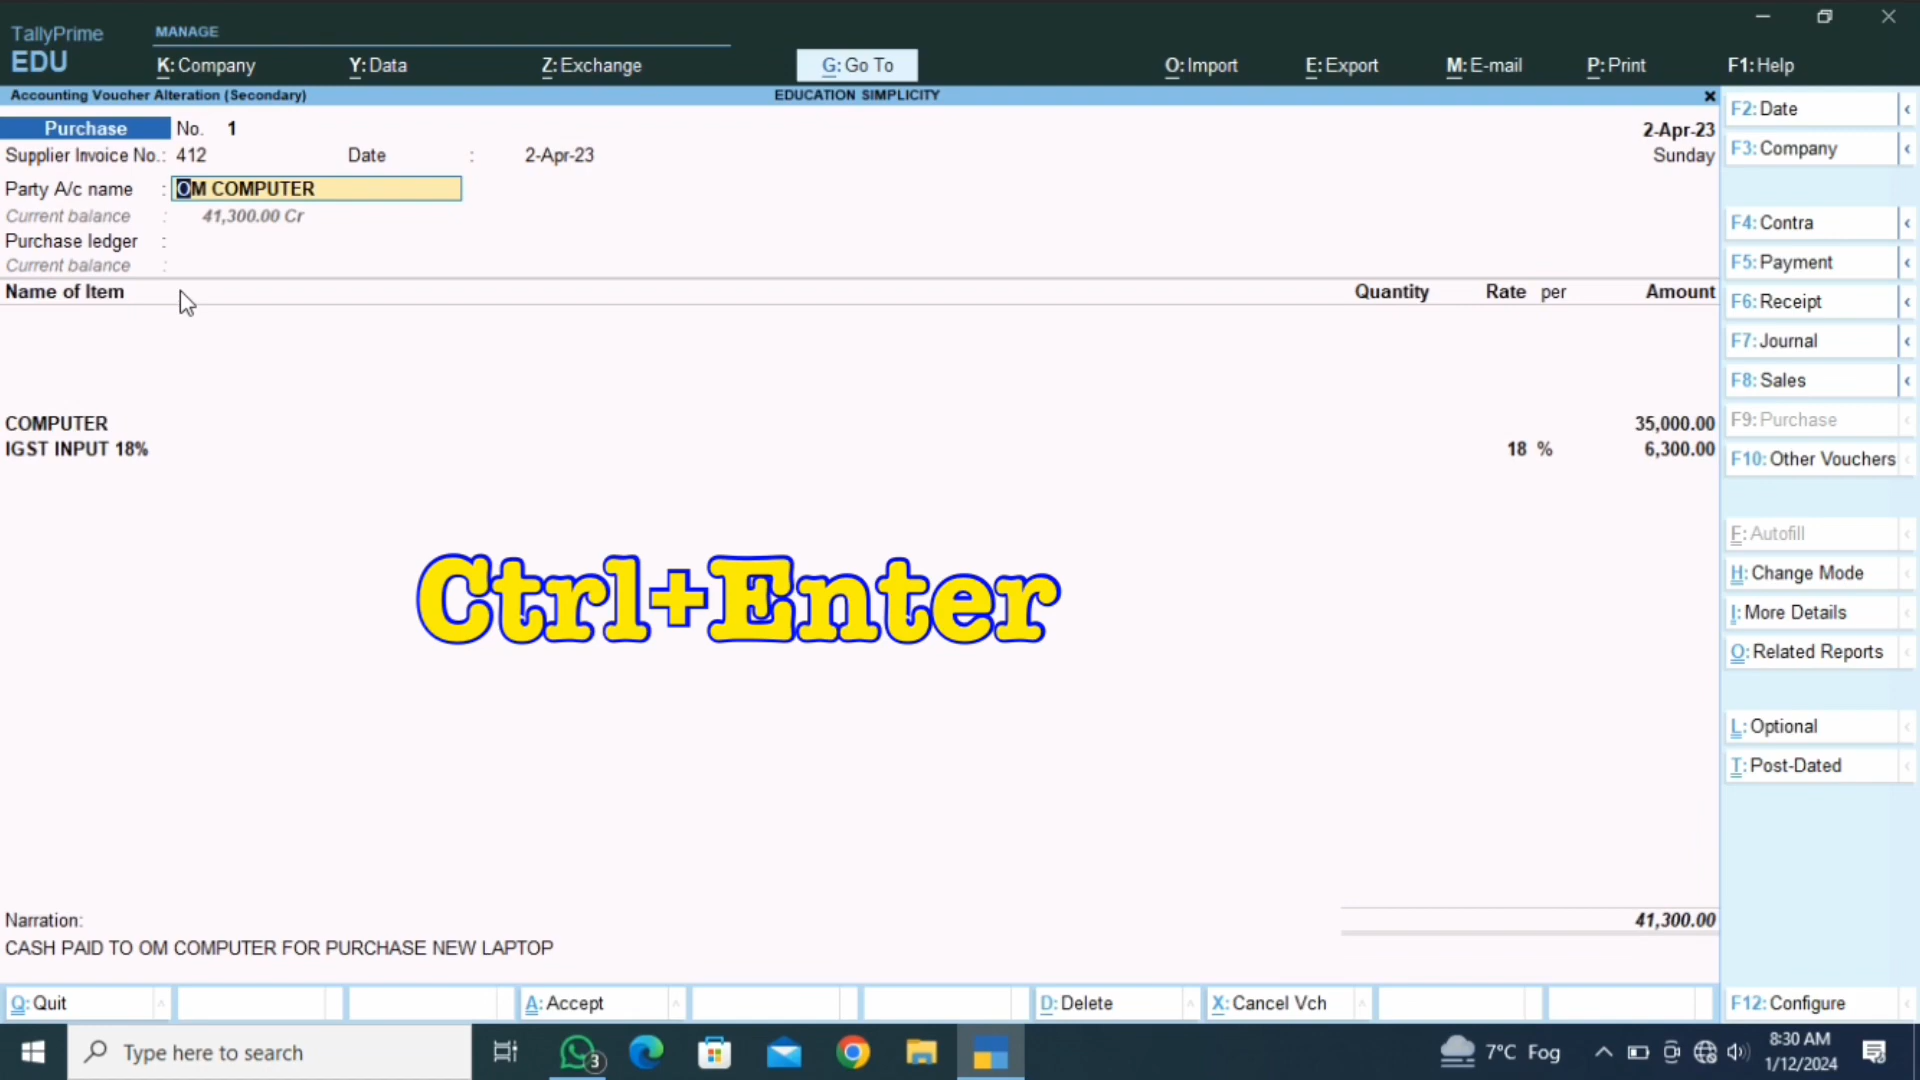 TallyPrime
EDU
MANAGE
K: Company
Y: Data
Z: Exchange
G: Go To
O: Import
E: Export
M: E-mail
P: Print
F1: Help
Accounting Voucher Alteration (Secondary)
EDUCATION SIMPLICITY
Purchase No. 1
2-Apr-23
Supplier Invoice No.: 412 Date : 2-Apr-23
Sunday
Party A/c name : OM COMPUTER
Current balance : 41,300.00 Cr
Purchase ledger :
Current balance :
Name of Item Quantity Rate per Amount
COMPUTER 35,000.00
IGST INPUT 18% 18 % 6,300.00
Ctrl+Enter
Narration:
41,300.00
CASH PAID TO OM COMPUTER FOR PURCHASE NEW LAPTOP
F2: Date
F3: Company
F4: Contra
F5: Payment
F6: Receipt
F7: Journal
F8: Sales
F9: Purchase
F10: Other Vouchers
F: Autofill
H: Change Mode
I: More Details
O: Related Reports
L: Optional
T: Post-Dated
Q: Quit
A: Accept
D: Delete
X: Cancel Vch
F12: Configure
Type here to search
3
7°C Fog
8:30 AM
1/12/2024